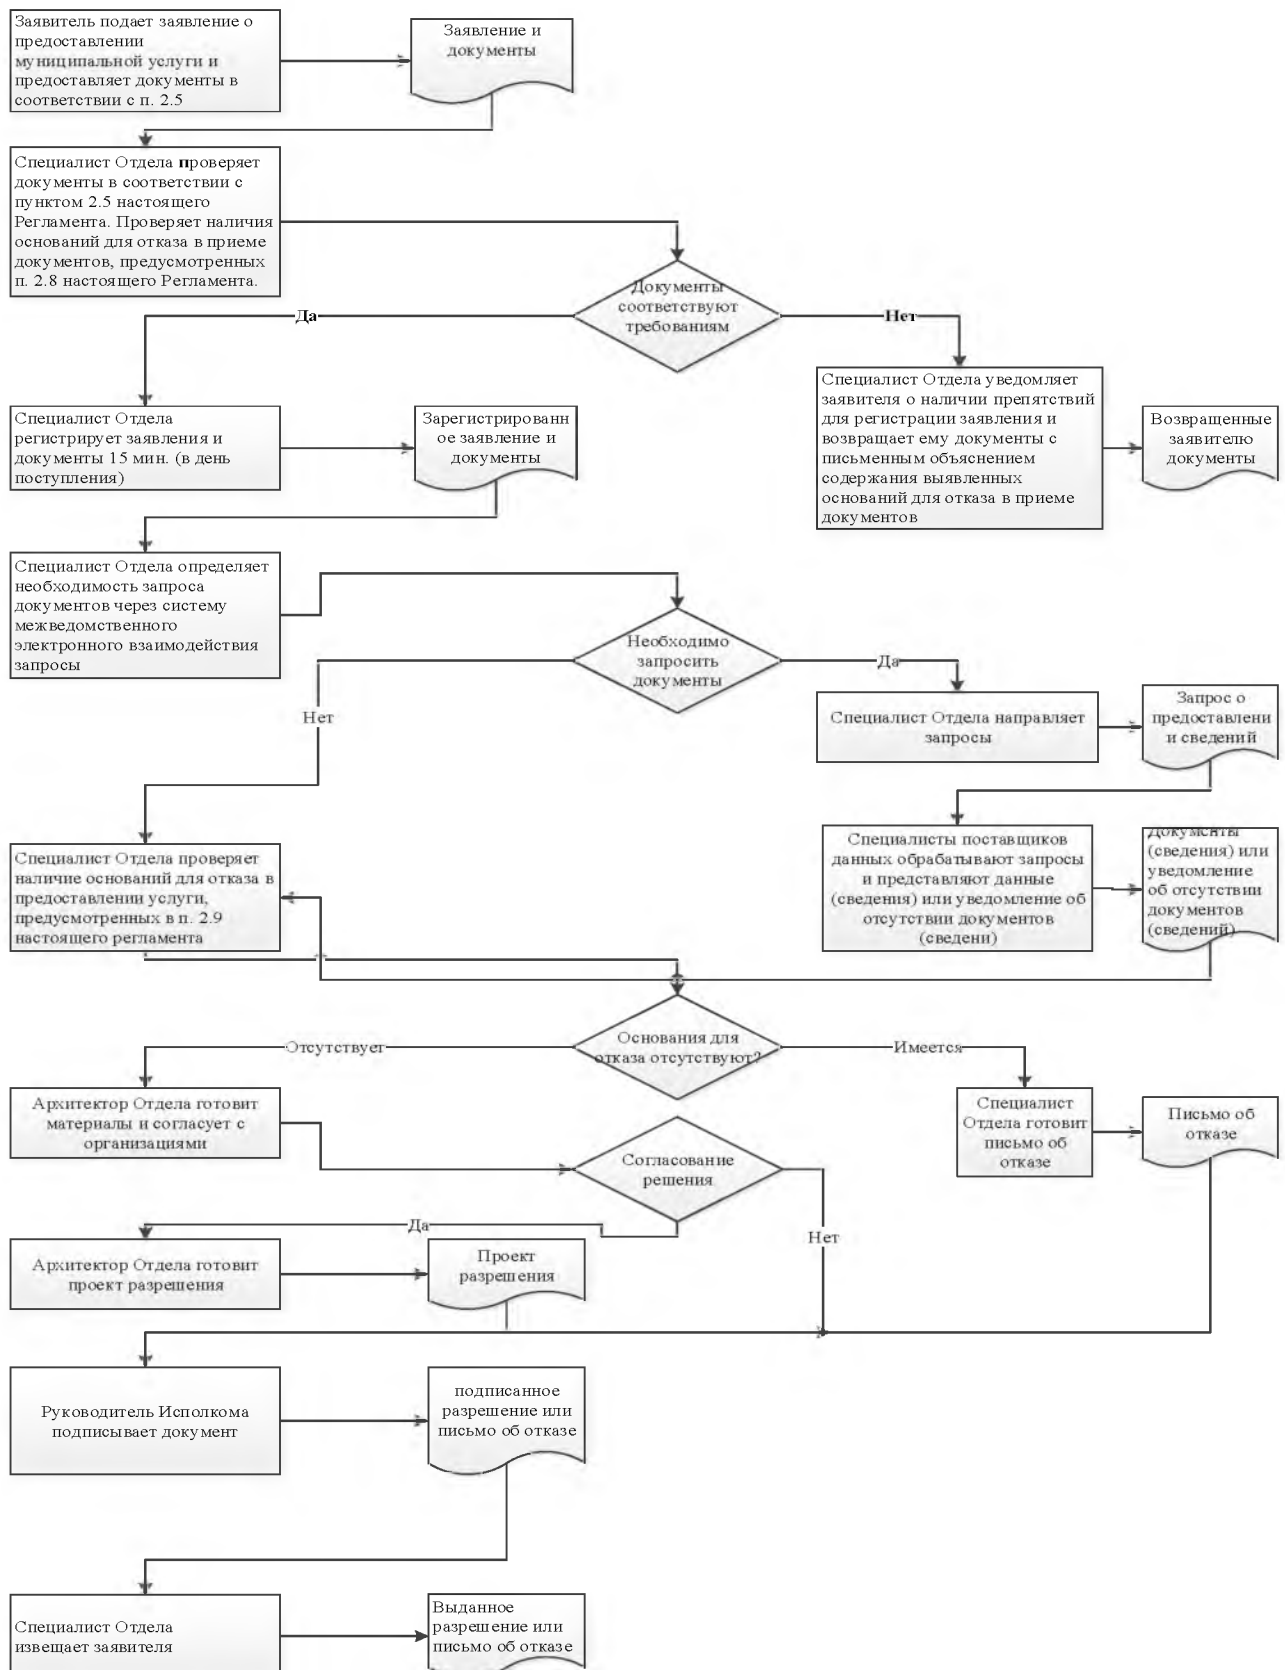 Заявитель подает заявление о
предоставлении
муниципальной услуги и
предоставляет документы в
соответствии с п. 2.5
Заявление и
документы
Специалист Отдела проверяет
документы в соответствии с
пунктом 2.5 настоящего
Регламента. Проверяет наличия
оснований для отказа в приеме
документов, предусмотренных
п. 2.8 настоящего Регламента.
Документы
соответствуют
требованиям
Да
Нет
Специалист Отдела
регистрирует заявления и
документы 15 мин. (в день
поступления)
Зарегистрированн
ое заявление и
документы
Специалист Отдела уведомляет
заявителя о наличии препятствий
для регистрации заявления и
возвращает ему документы с
письменным объяснением
содержания выявленных
оснований для отказа в приеме
документов
Возвращенные
заявителю
документы
Специалист Отдела определяет
необходимость запроса
документов через систему
межведомственного
электронного взаимодействия
запросы
Необходимо
запросить
документы
Да
Нет
Специалист Отдела направляет
запросы
Запрос о
предоставлени
и сведений
Специалист Отдела проверяет
наличие оснований для отказа в
предоставлении услуги,
предусмотренных в п. 2.9
настоящего регламента
Специалисты поставщиков
данных обрабатывают запросы
и представляют данные
(сведения) или уведомление об
отсутствии документов
(сведени)
Документы
(сведения) или
уведомление
об отсутствии
документов
(сведений)
Основания для
отказа отсутствуют?
Отсутствует
Имеется
Архитектор Отдела готовит
материалы и согласует с
организациями
Специалист
Отдела готовит
письмо об
отказе
Письмо об
отказе
Согласование
решения
Да
Нет
Архитектор Отдела готовит
проект разрешения
Проект
разрешения
Руководитель Исполкома
подписывает документ
подписанное
разрешение или
письмо об отказе
Специалист Отдела
извещает заявителя
Выданное
разрешение или
письмо об отказе